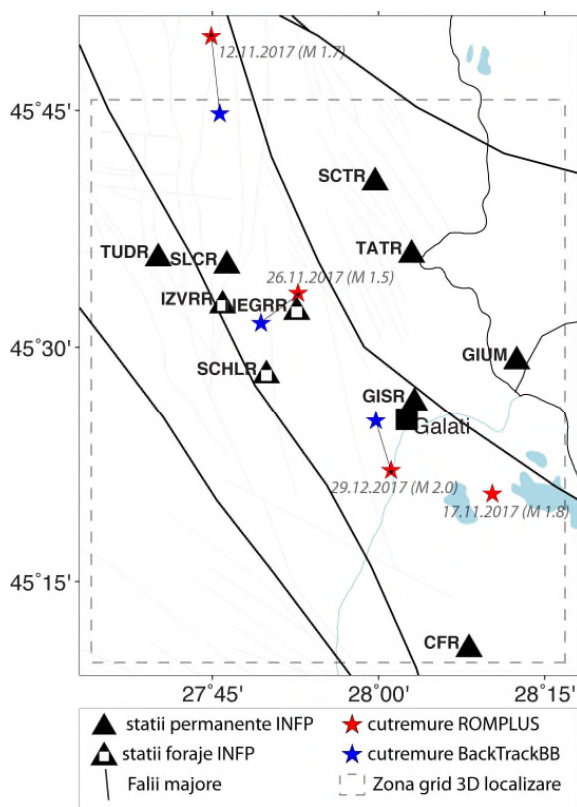 12.11.2017 (M 1.7)
45°45'
SCTR
TUDR
SLCR
TATR
26.11.2017 (M 1.5)
IZVRR
NEGRR
45°30'
GIUM
SCHLR
GISR
Galati
29.12.2017 (M 2.0)
17.11.2017 (M 1.8)
45°15'
CFR
27°45' 28°00' 28°15'
statii permanente INFP
cutremure ROMPLUS
statii foraje INFP
cutremure BackTrackBB
Falii majore
Zona grid 3D localizare